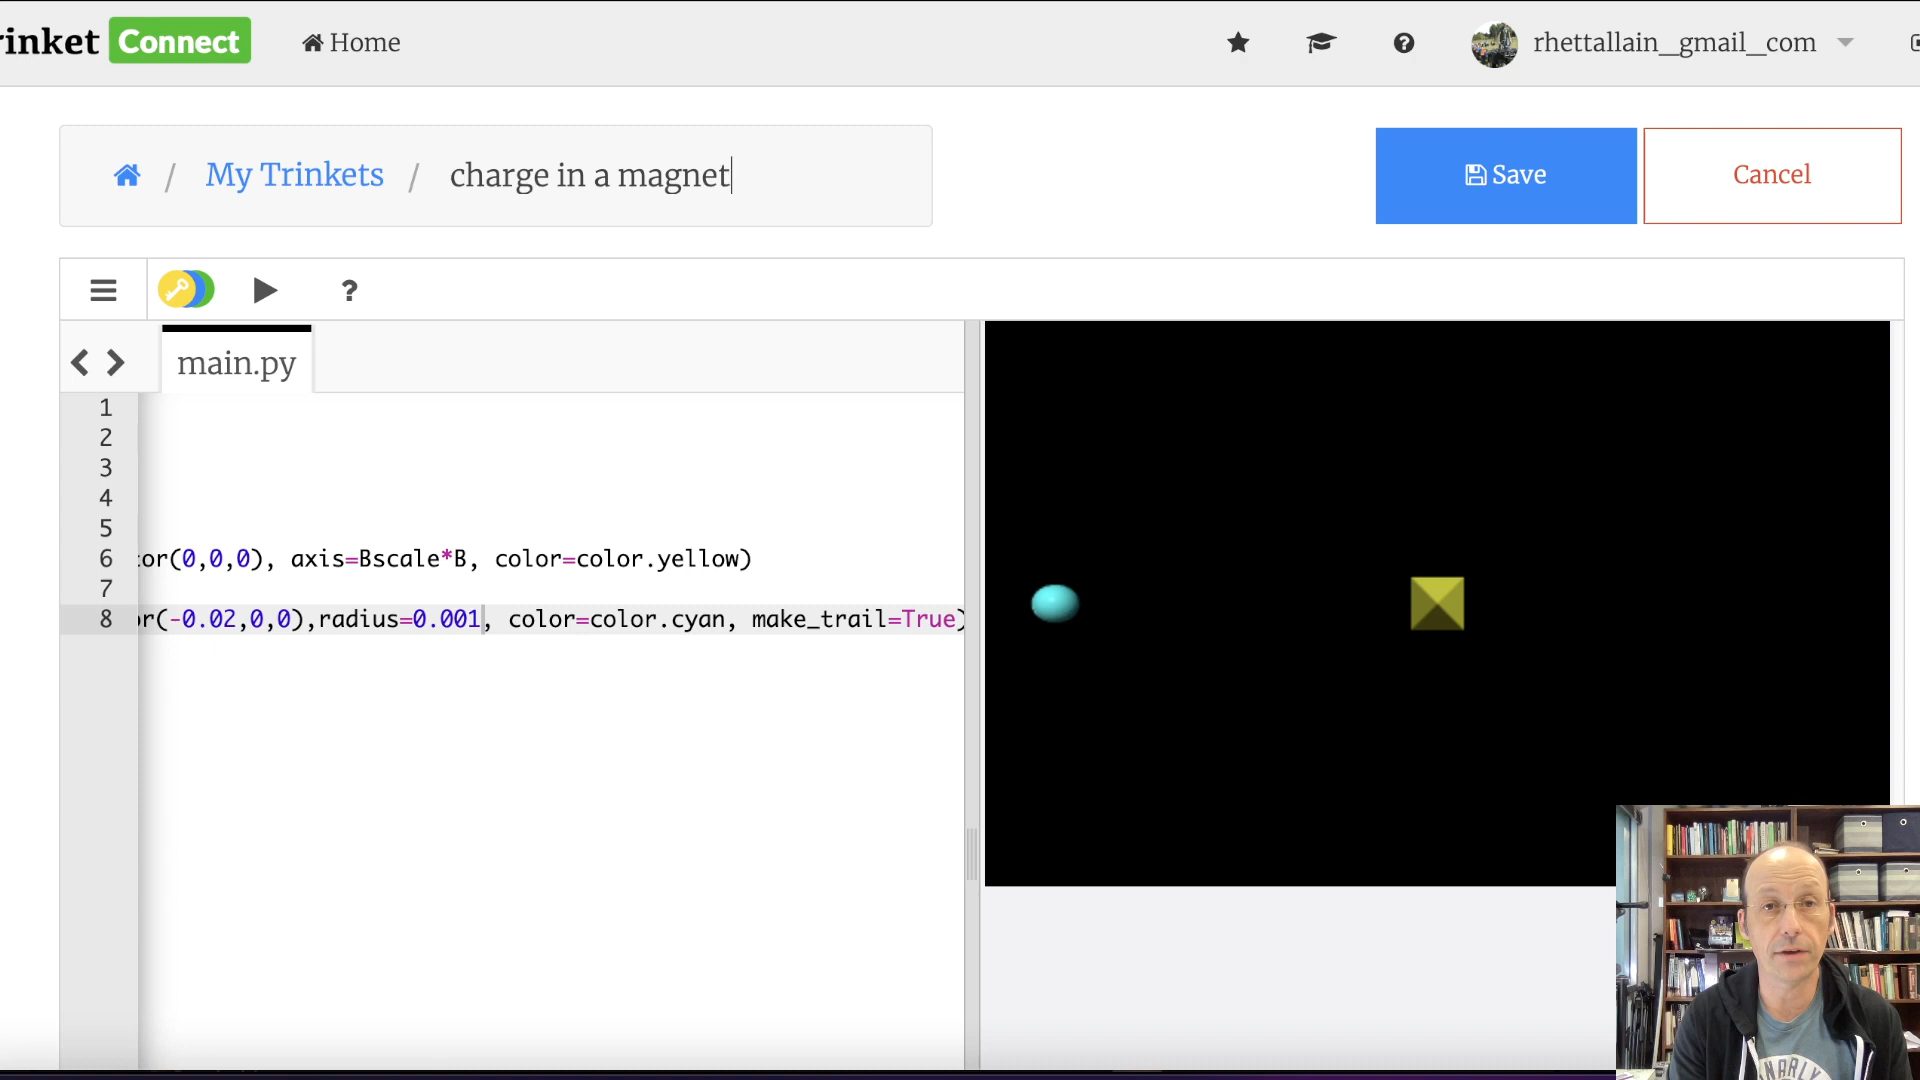 rinket Connect Home rhettallain_gmail_com
/ My Trinkets / charge in a magnet
Save
Cancel
?
main.py
1
2
3
4
5
6 or(0,0,0), axis=Bscale*B, color=color.yellow)
7
8 r(-0.02,0,0),radius=0.001, color=color.cyan, make_trail=True)